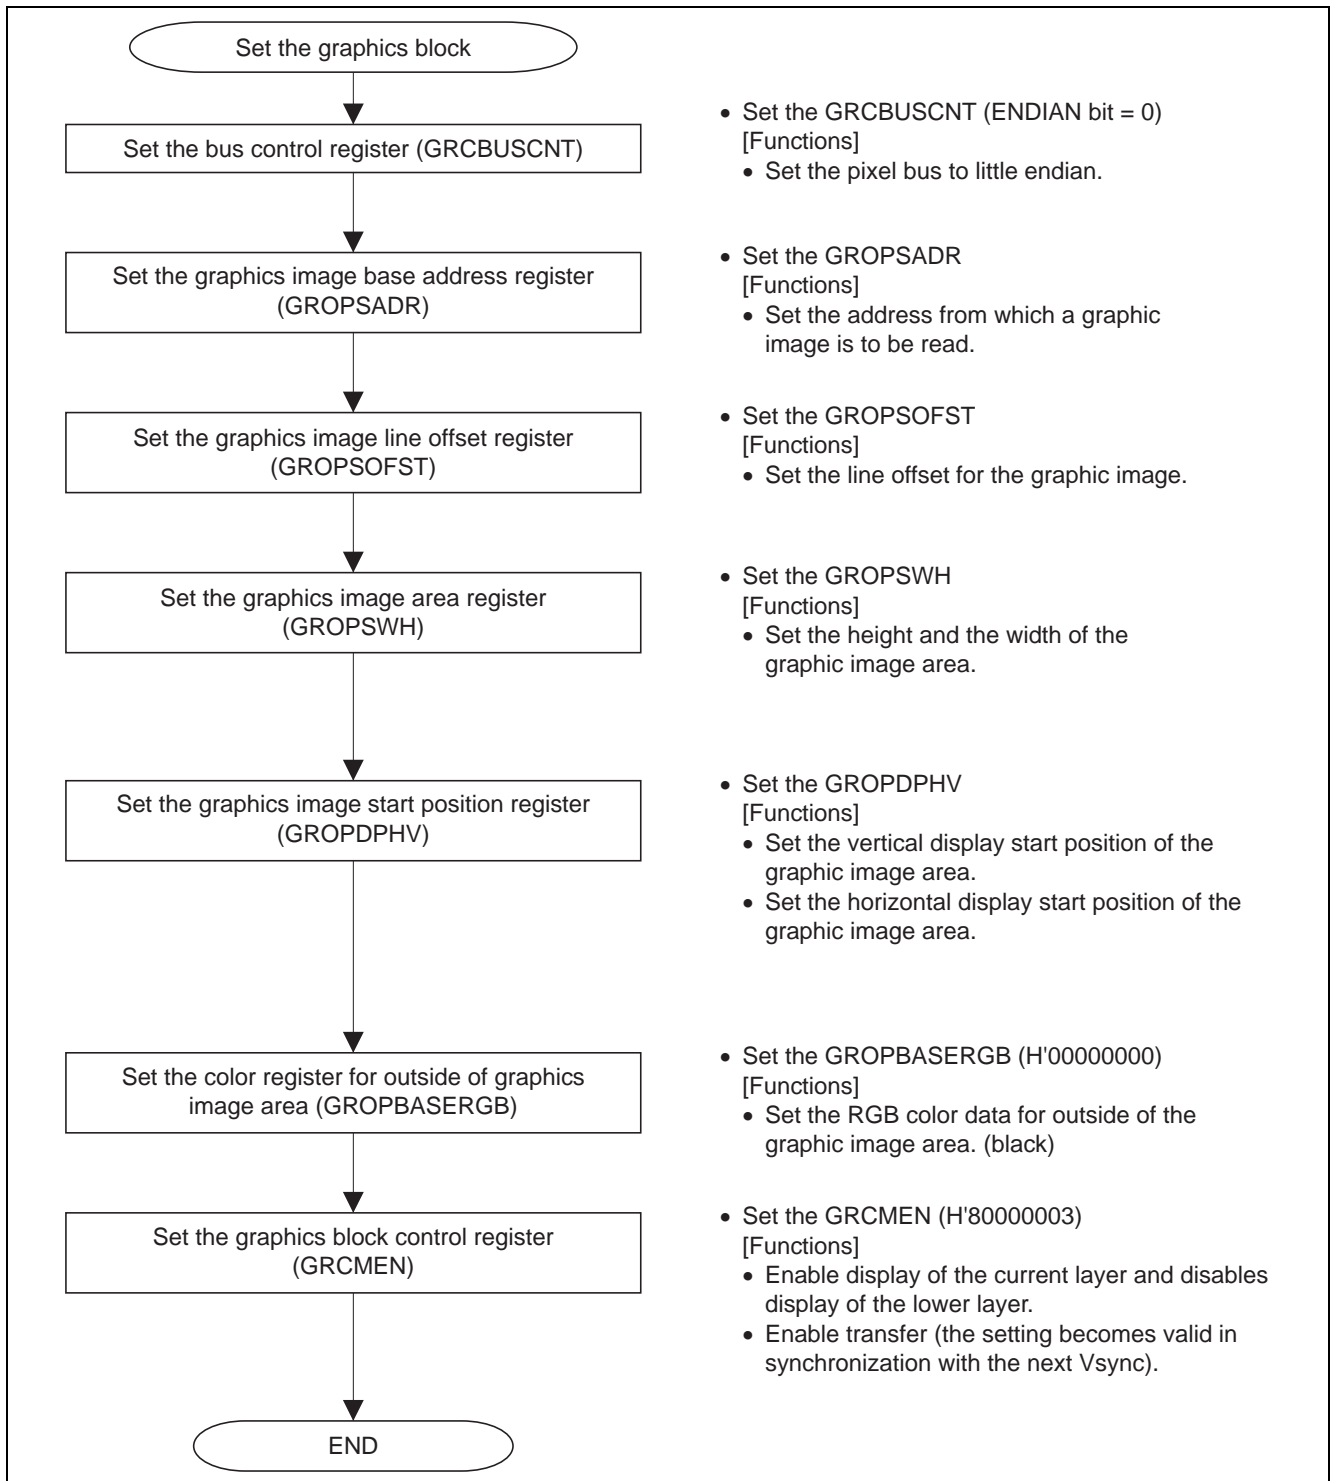 Set the graphics block
Set the bus control register (GRCBUSCNT)
• Set the GRCBUSCNT (ENDIAN bit = 0)
[Functions]
• Set the pixel bus to little endian.
Set the graphics image base address register
(GROPSADR)
• Set the GROPSADR
[Functions]
• Set the address from which a graphic
image is to be read.
Set the graphics image line offset register
(GROPSOFST)
• Set the GROPSOFST
[Functions]
• Set the line offset for the graphic image.
Set the graphics image area register
(GROPSWH)
• Set the GROPSWH
[Functions]
• Set the height and the width of the
graphic image area.
Set the graphics image start position register
(GROPDPHV)
• Set the GROPDPHV
[Functions]
• Set the vertical display start position of the
graphic image area.
• Set the horizontal display start position of the
graphic image area.
Set the color register for outside of graphics
image area (GROPBASERGB)
• Set the GROPBASERGB (H'00000000)
[Functions]
• Set the RGB color data for outside of the
graphic image area. (black)
Set the graphics block control register
(GRCMEN)
• Set the GRCMEN (H'80000003)
[Functions]
• Enable display of the current layer and disables
display of the lower layer.
• Enable transfer (the setting becomes valid in
synchronization with the next Vsync).
END